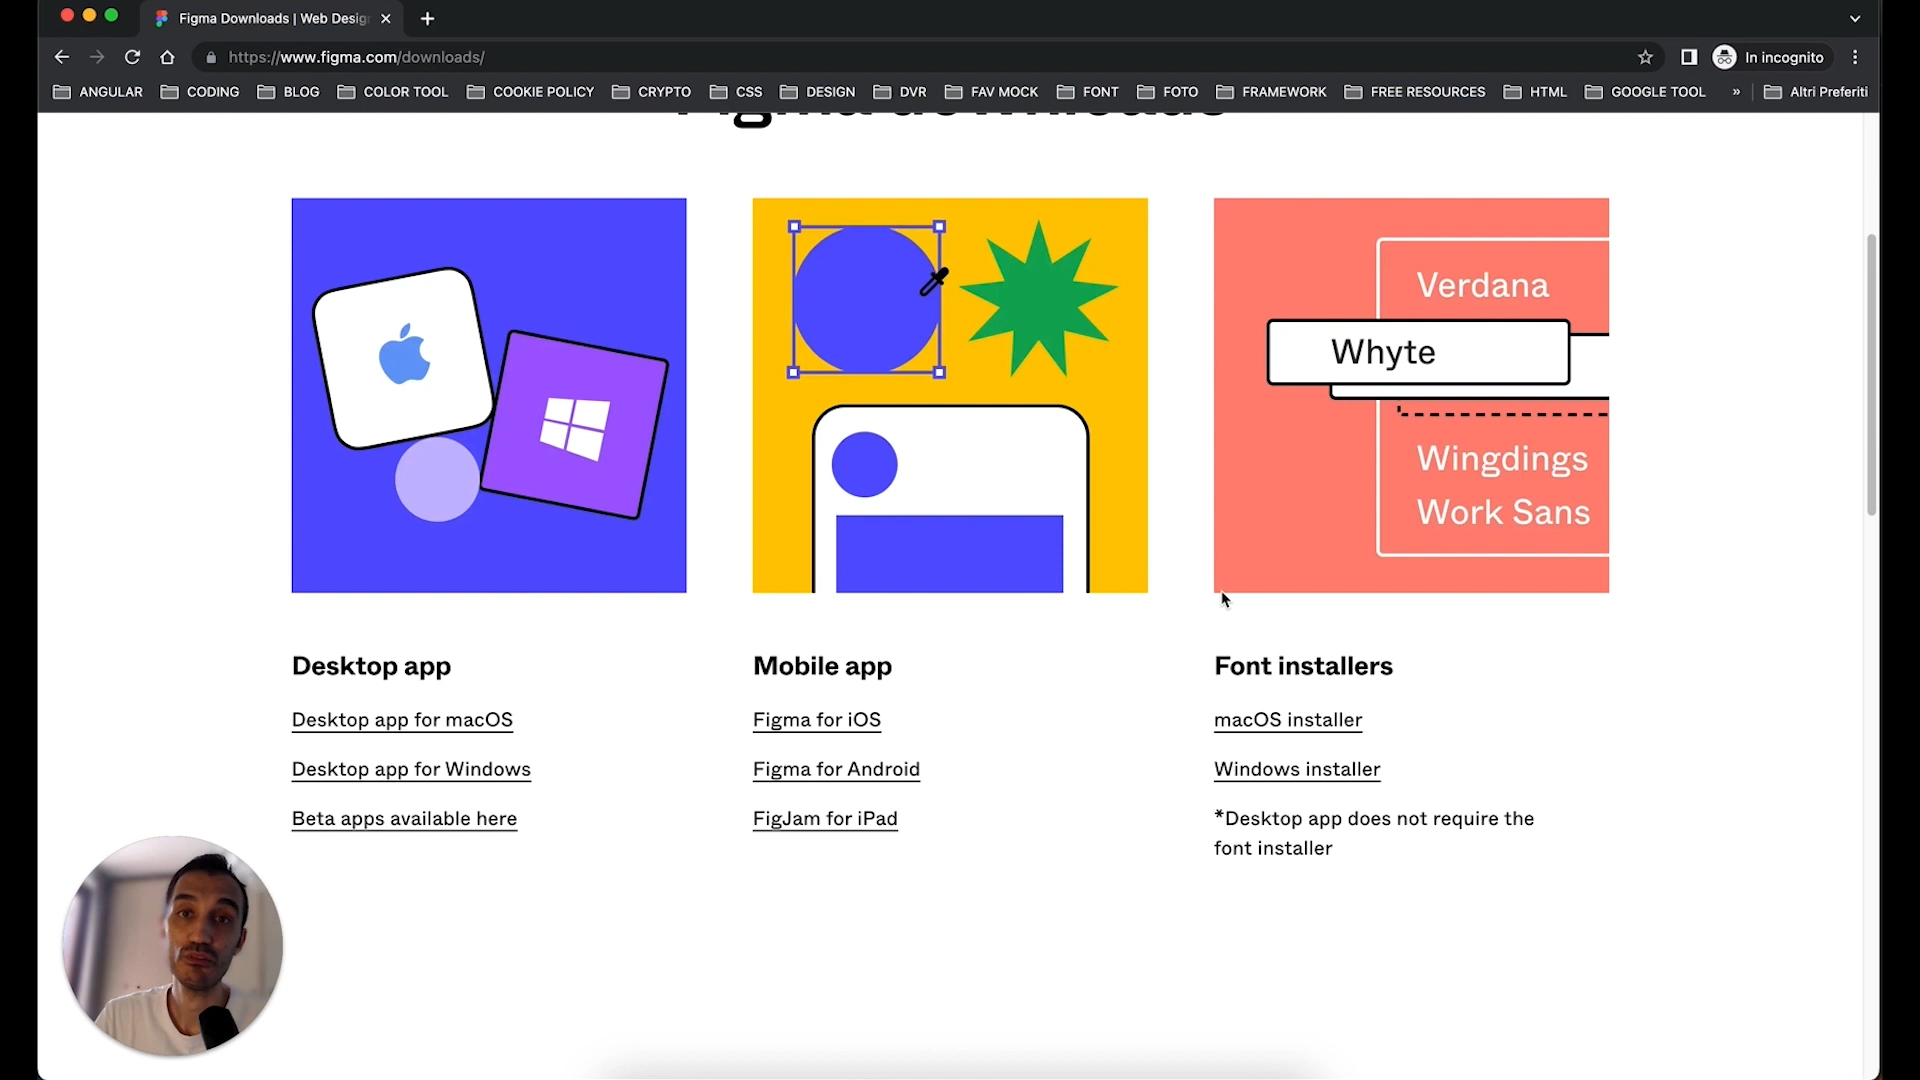 Figma Downloads | Web Desig
https://www.figma.com/downloads/
In incognito
ANGULAR CODING BLOG COLOR TOOL COOKIE POLICY CRYPTO CSS DESIGN DVR FAV MOCK FONT FOTO FRAMEWORK FREE RESOURCES HTML GOOGLE TOOL » Altri Preferiti
Figma downloads
Verdana
Whyte
Wingdings
Work Sans
Desktop app
Desktop app for macOS
Desktop app for Windows
Beta apps available here
Mobile app
Figma for iOS
Figma for Android
FigJam for iPad
Font installers
macOS installer
Windows installer
*Desktop app does not require the
font installer